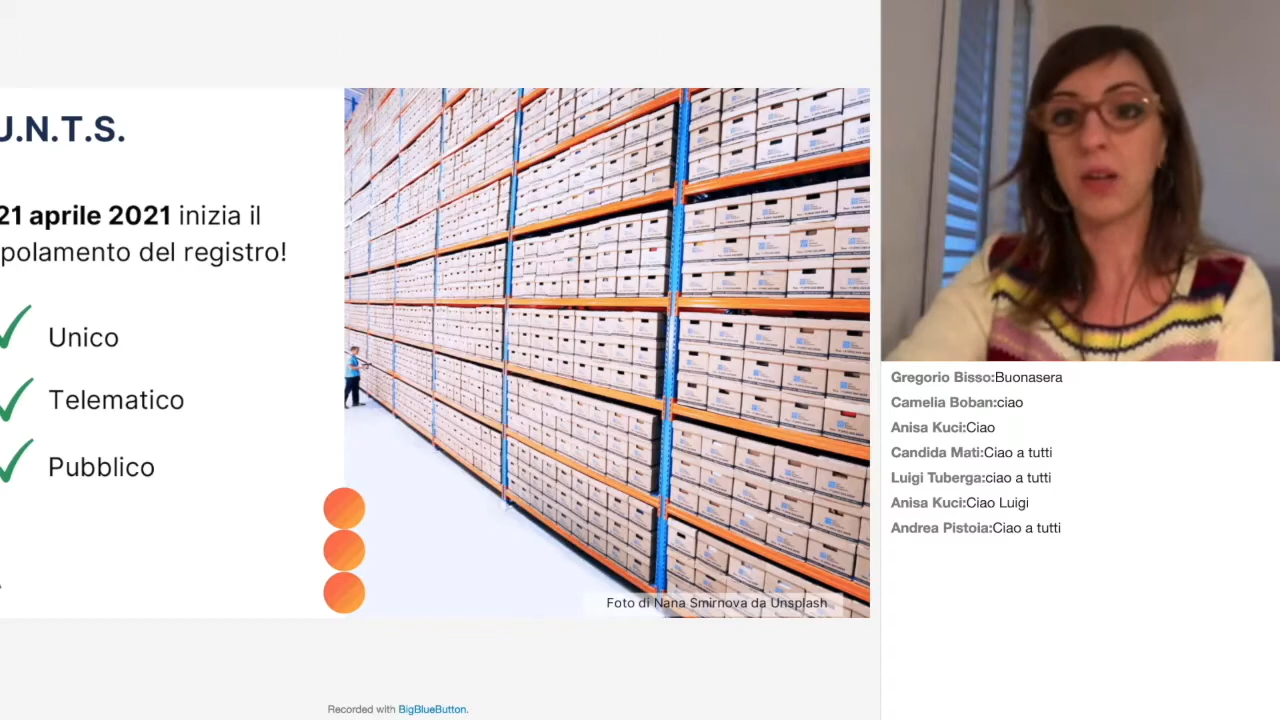 U.N.T.S.
21 aprile 2021 inizia il
polamento del registro!
Unico
Telematico
Pubblico
Foto di Nana Smirnova da Unsplash
Gregorio Bisso:Buonasera
Camelia Boban:ciao
Anisa Kuci:Ciao
Candida Mati:Ciao a tutti
Luigi Tuberga:ciao a tutti
Anisa Kuci:Ciao Luigi
Andrea Pistoia:Ciao a tutti
Recorded with BigBlueButton.